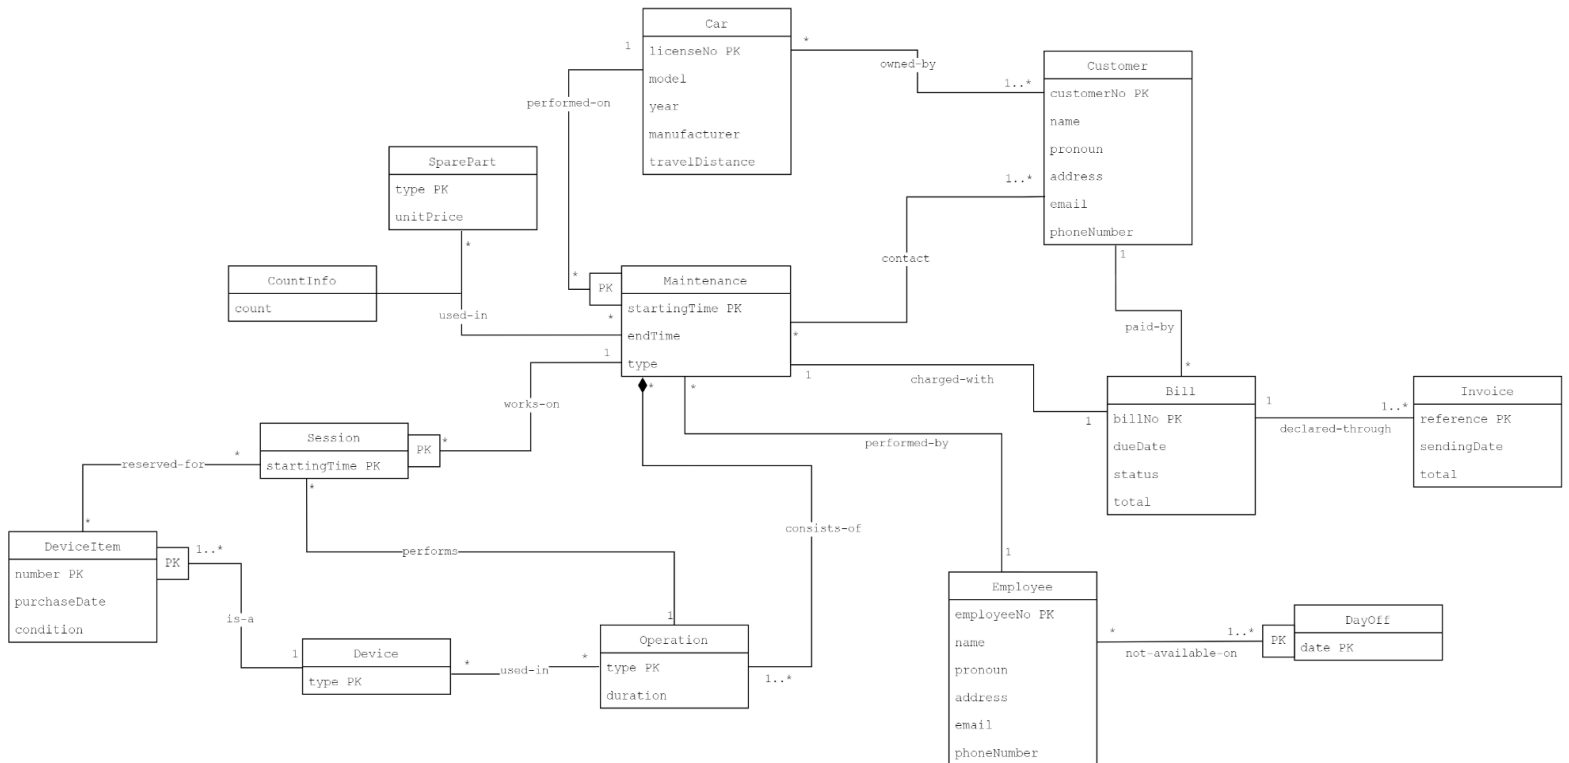 Car
licenseNo PK
model
year
manufacturer
travelDistance
1
*
owned-by
1..*
performed-on
Customer
customerNo PK
name
pronoun
address
email
phoneNumber
1..*
1
SparePart
type PK
unitPrice
*
CountInfo
count
used-in
*
PK
*
Maintenance
startingTime PK
endTime
type
contact
*
1
works-on
*
*
1
charged-with
1
paid-by
*
Bill
billNo PK
dueDate
status
total
1
declared-through
1..*
Invoice
reference PK
sendingDate
total
performed-by
Session
startingTime PK
PK
*
reserved-for
*
*
*
DeviceItem
number PK
purchaseDate
condition
PK
1..*
is-a
1
performs
1
consists-of
1..*
Device
type PK
*
used-in
*
Operation
type PK
duration
1
Employee
employeeNo PK
name
pronoun
address
email
phoneNumber
*
not-available-on
1..*
PK
DayOff
date PK